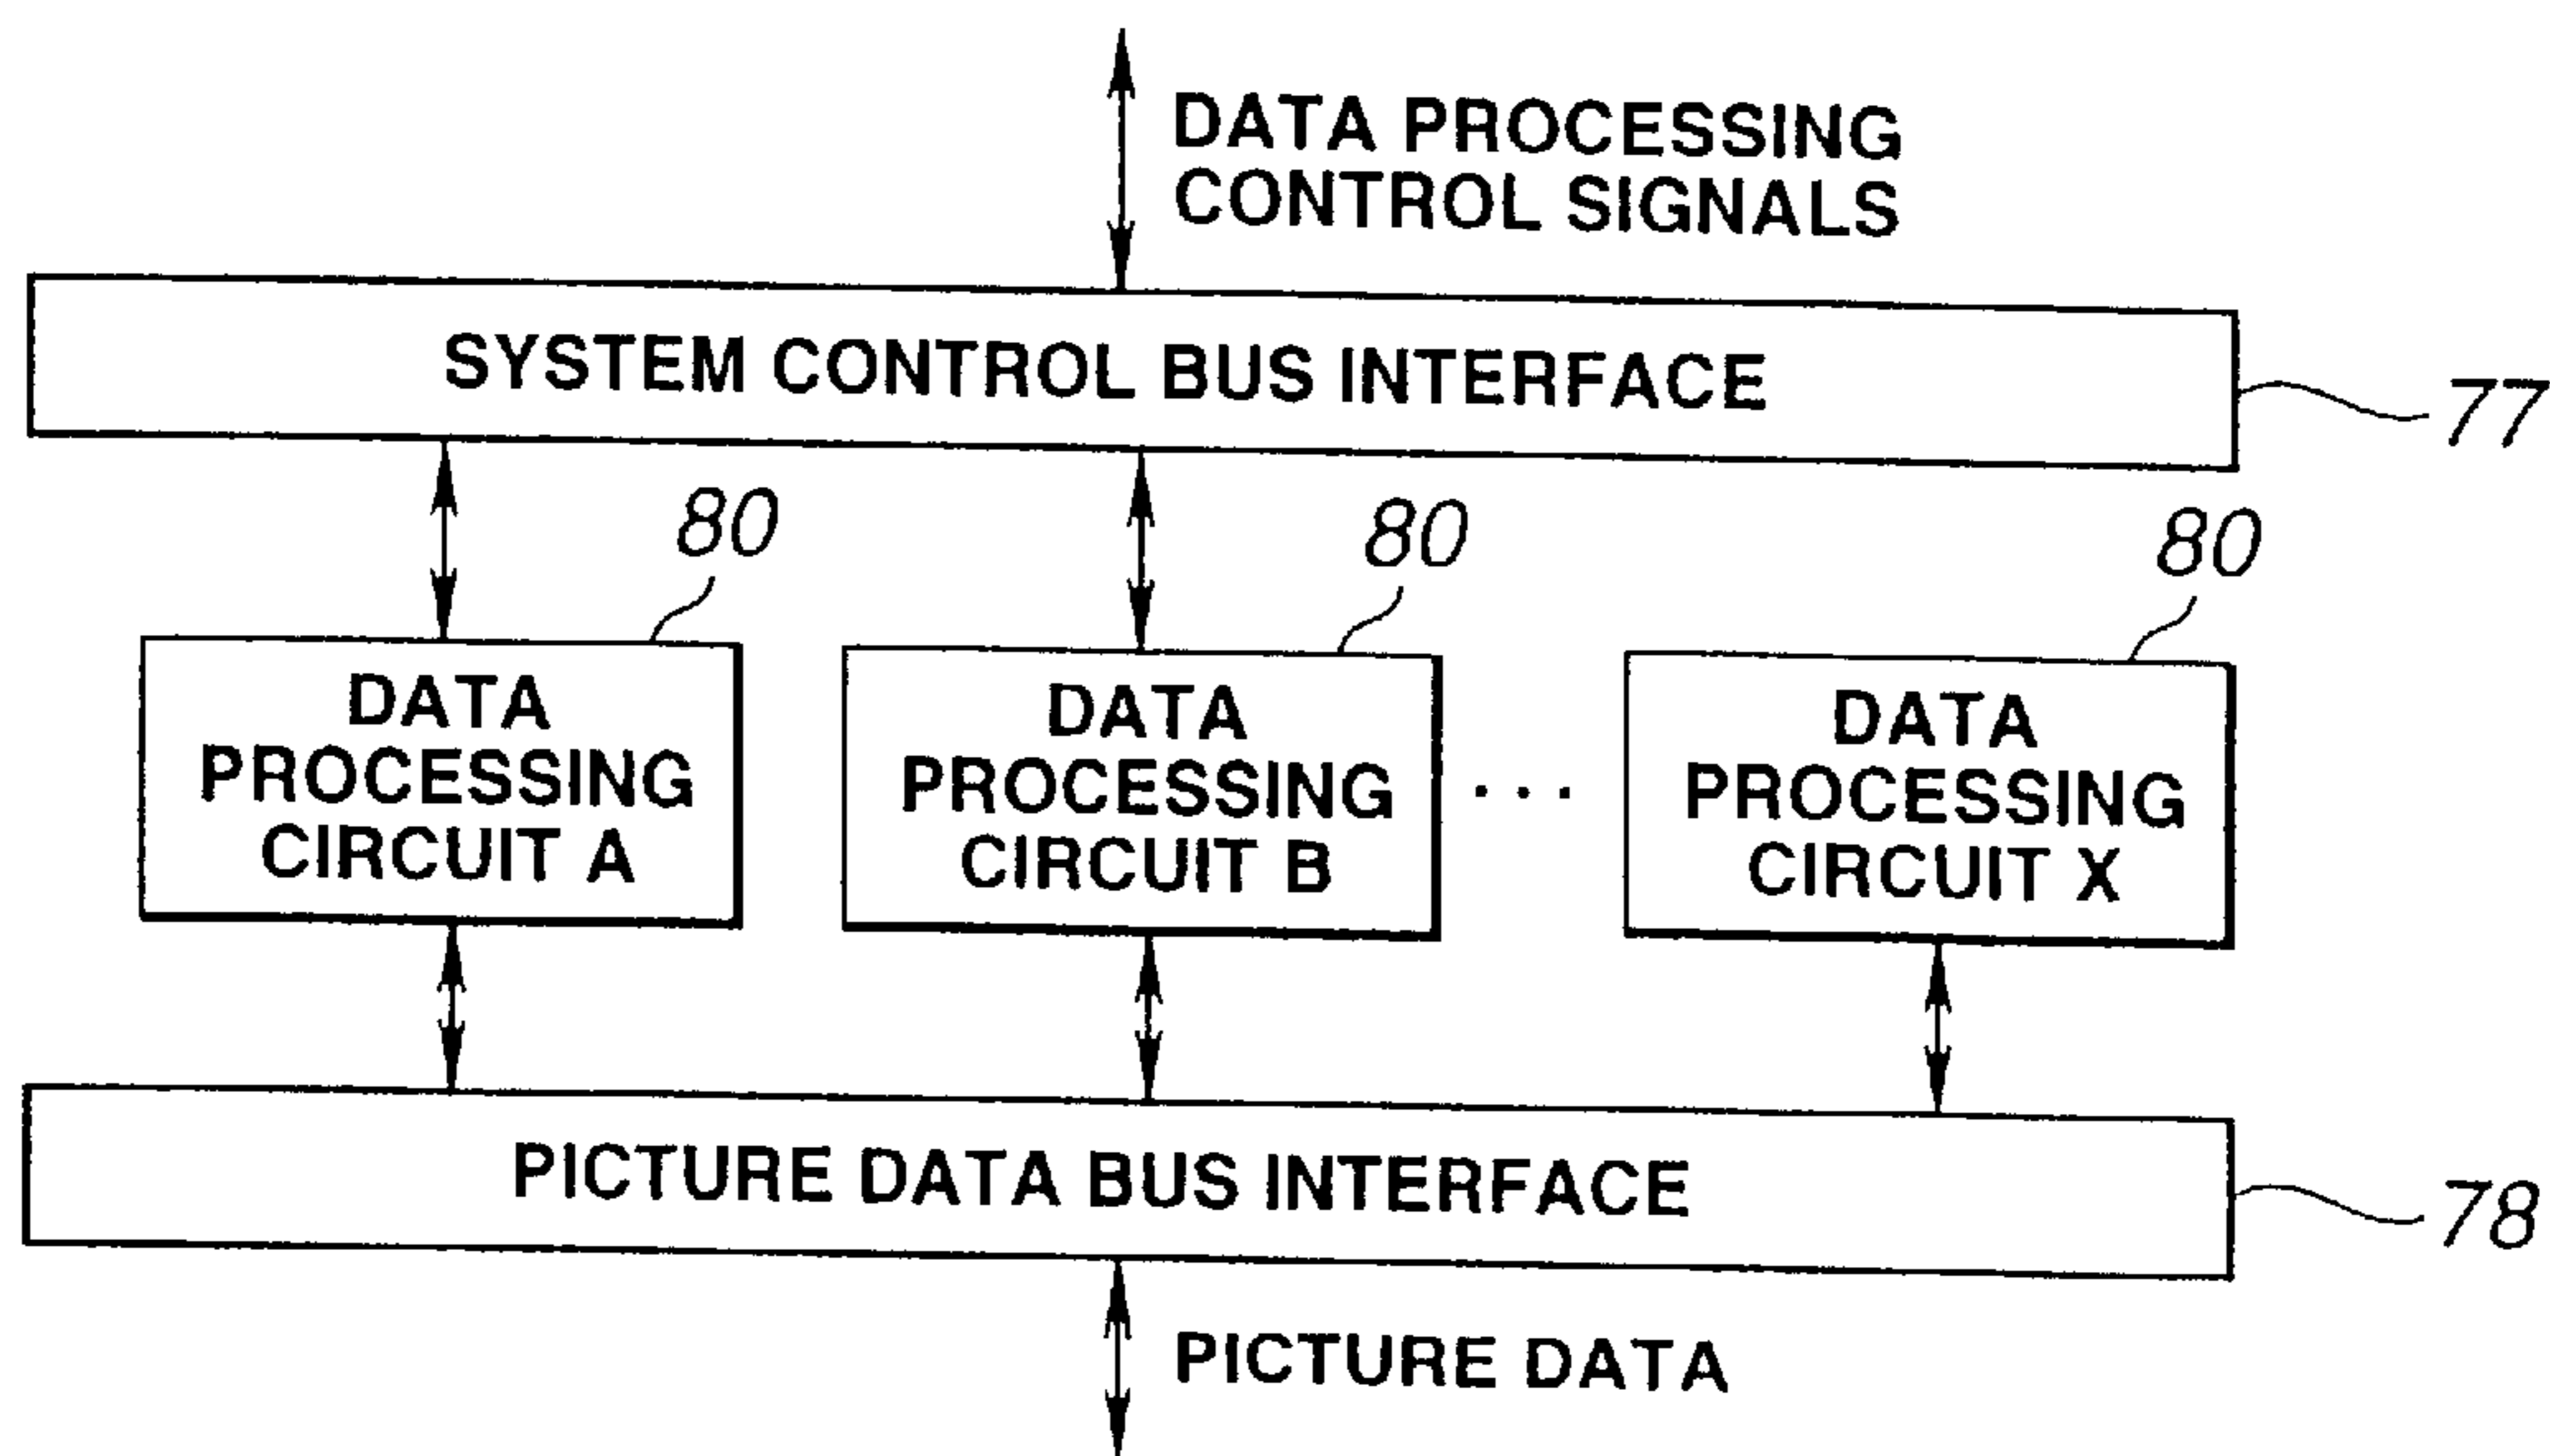 DATA PROCESSING
CONTROL SIGNALS
SYSTEM CONTROL BUS INTERFACE
77
80
80
80
DATA
PROCESSING
CIRCUIT A
DATA
PROCESSING
CIRCUIT B
...
DATA
PROCESSING
CIRCUIT X
PICTURE DATA BUS INTERFACE
78
PICTURE DATA